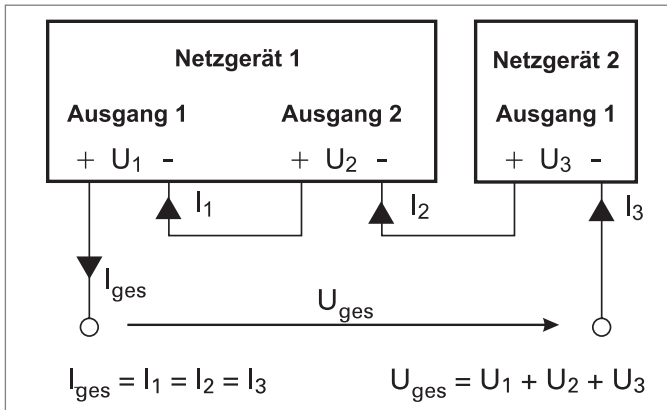 Netzgerät 1
Netzgerät 2
Ausgang 1
Ausgang 2
Ausgang 1
+ U1 -
+ U2 -
+ U3 -
I1
I2
I3
Iges
Uges
Iges = I1 = I2 = I3
Uges = U1 + U2 + U3